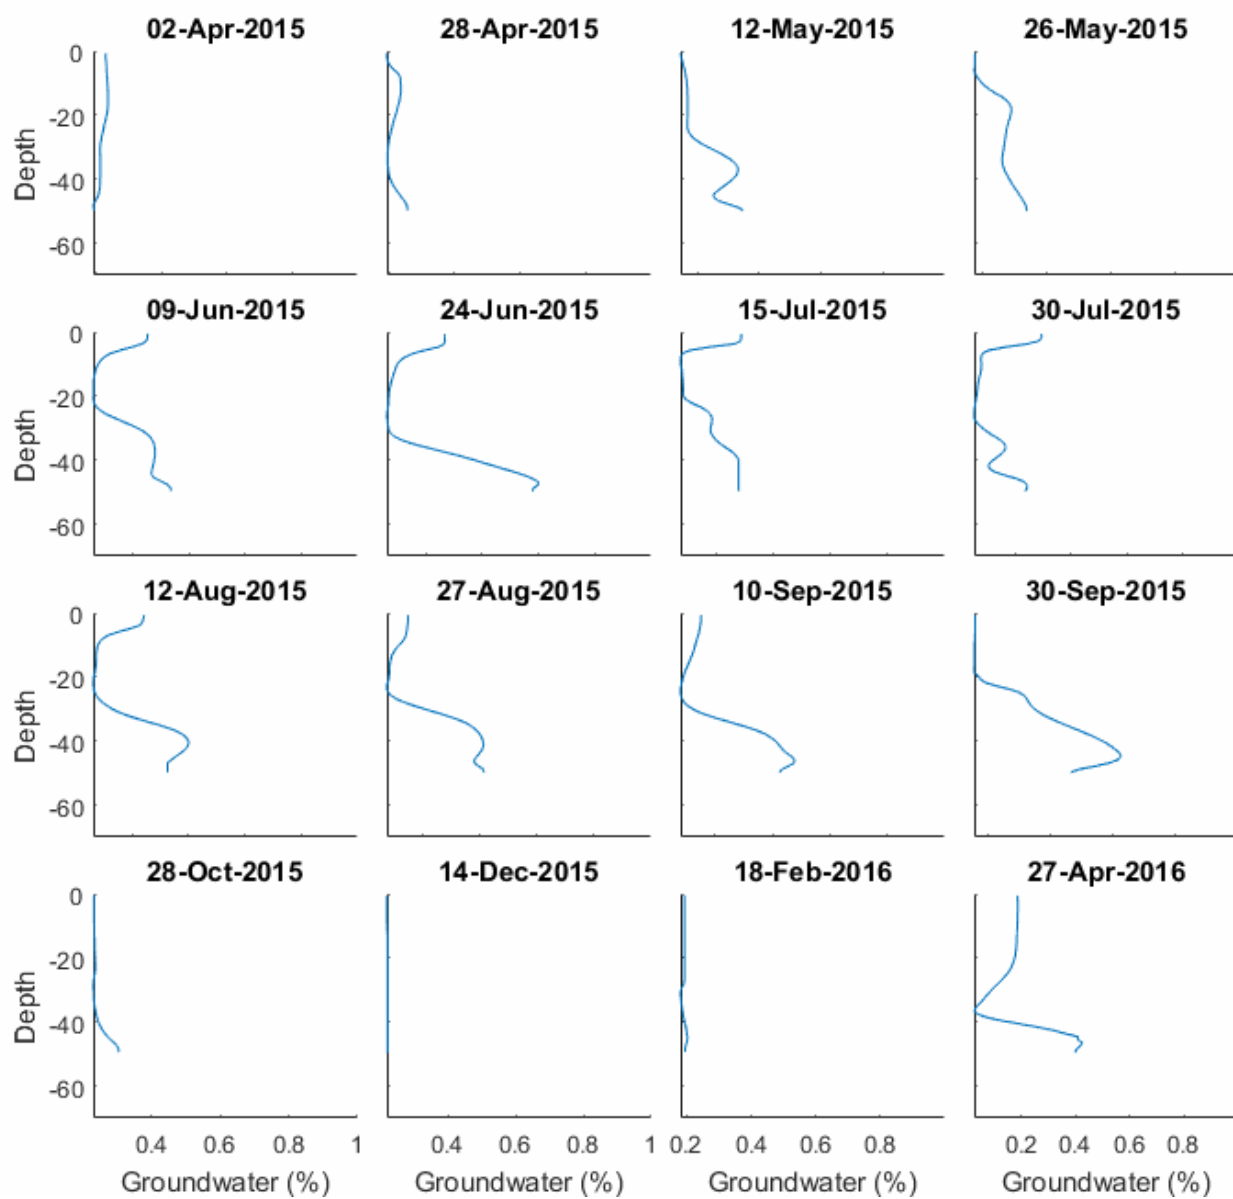 02-Apr-2015 28-Apr-2015 12-May-2015 26-May-2015
0
-20
-40
-60
Depth
09-Jun-2015 24-Jun-2015 15-Jul-2015 30-Jul-2015
0
-20
-40
-60
Depth
12-Aug-2015 27-Aug-2015 10-Sep-2015 30-Sep-2015
0
-20
-40
-60
Depth
28-Oct-2015 14-Dec-2015 18-Feb-2016 27-Apr-2016
0
-20
-40
-60
Depth
0.4 0.6 0.8 1 0.4 0.6 0.8 1 0.2 0.4 0.6 0.8 0.2 0.4 0.6 0.8
Groundwater (%) Groundwater (%) Groundwater (%) Groundwater (%)